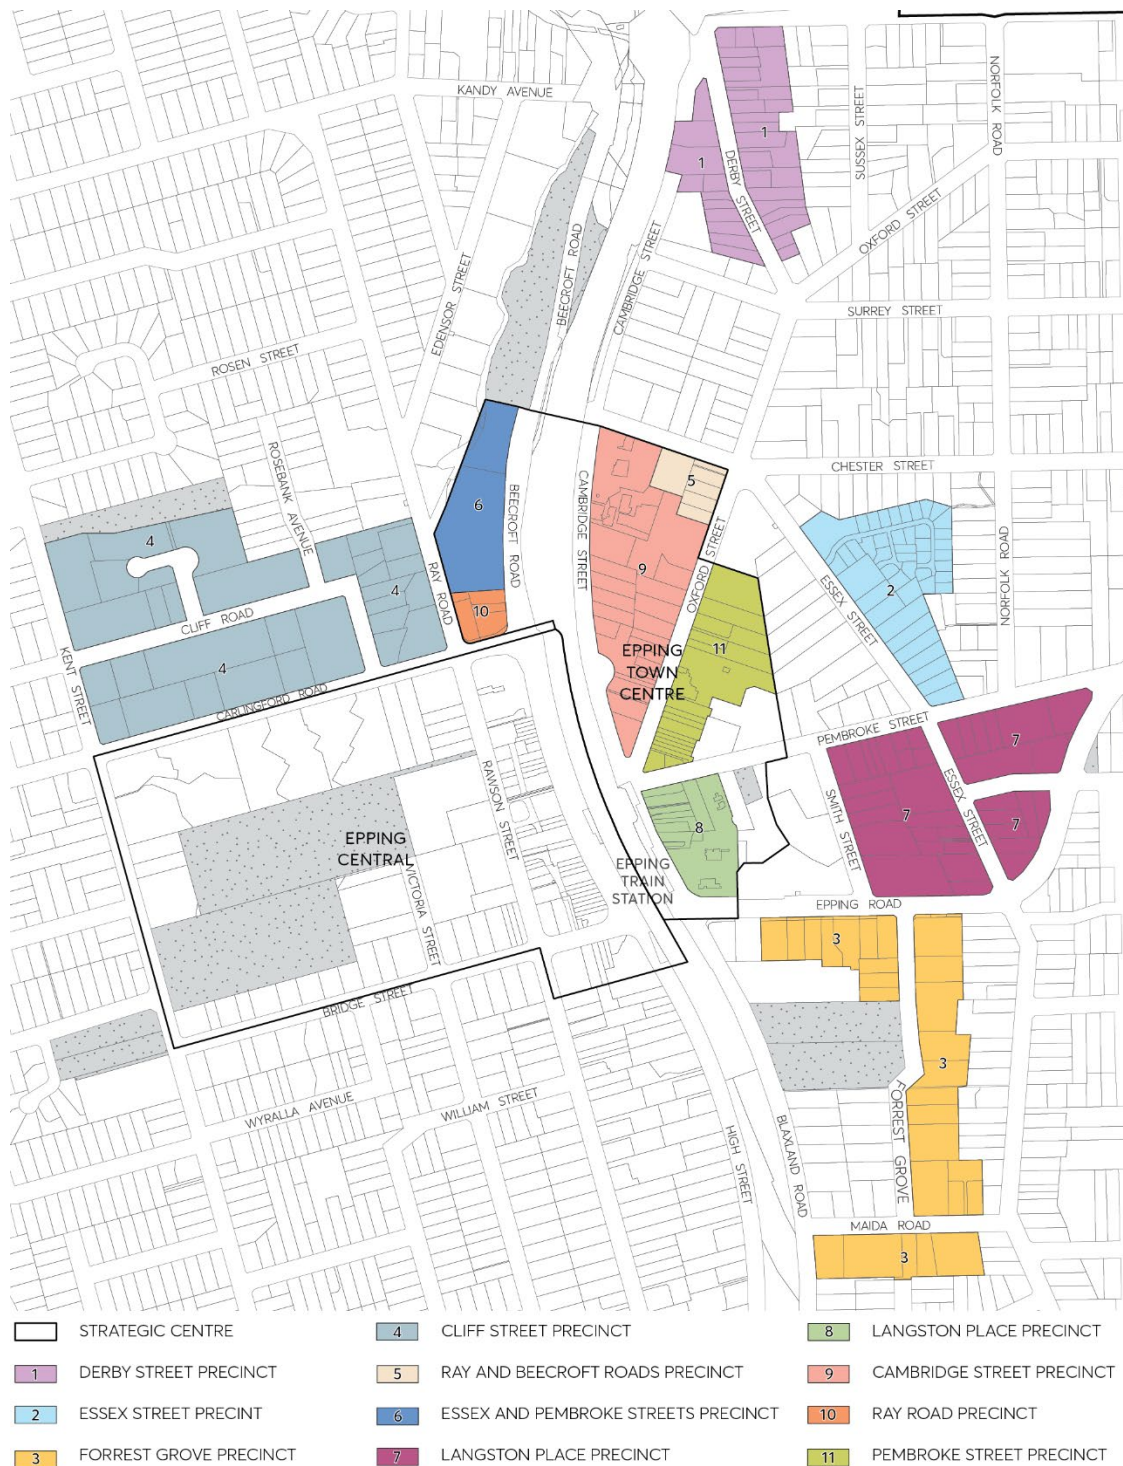 KANDY AVENUE
NORFOLK ROAD
SUSSEX STREET
1
1
DERBY STREET
OXFORD STREET
BEECROFT ROAD
CAMBRIDGE STREET
EDENSOR STREET
SURREY STREET
ROSEN STREET
ROSEBANK AVENUE
CHESTER STREET
5
6
BEECROFT ROAD
CAMBRIDGE STREET
4
OXFORD STREET
NORFOLK ROAD
9
ESSEX STREET
2
RAY ROAD
4
10
CLIFF ROAD
KENT STREET
4
11
EPPING
TOWN
CENTRE
CARLINGFORD ROAD
PEMBROKE STREET
7
RAWSON STREET
SMITH STREET
ESSEX STREET
7
7
8
EPPING
CENTRAL
EPPING
TRAIN
STATION
VICTORIA STREET
EPPING ROAD
3
BRIDGE STREET
3
WYRALLA AVENUE
WILLIAM STREET
HIGH STREET
BLAXLAND ROAD
FORREST GROVE
MAIDA ROAD
3
STRATEGIC CENTRE
1 DERBY STREET PRECINCT
2 ESSEX STREET PRECINT
3 FORREST GROVE PRECINCT
4 CLIFF STREET PRECINCT
5 RAY AND BEECROFT ROADS PRECINCT
6 ESSEX AND PEMBROKE STREETS PRECINCT
7 LANGSTON PLACE PRECINCT
8 LANGSTON PLACE PRECINCT
9 CAMBRIDGE STREET PRECINCT
10 RAY ROAD PRECINCT
11 PEMBROKE STREET PRECINCT